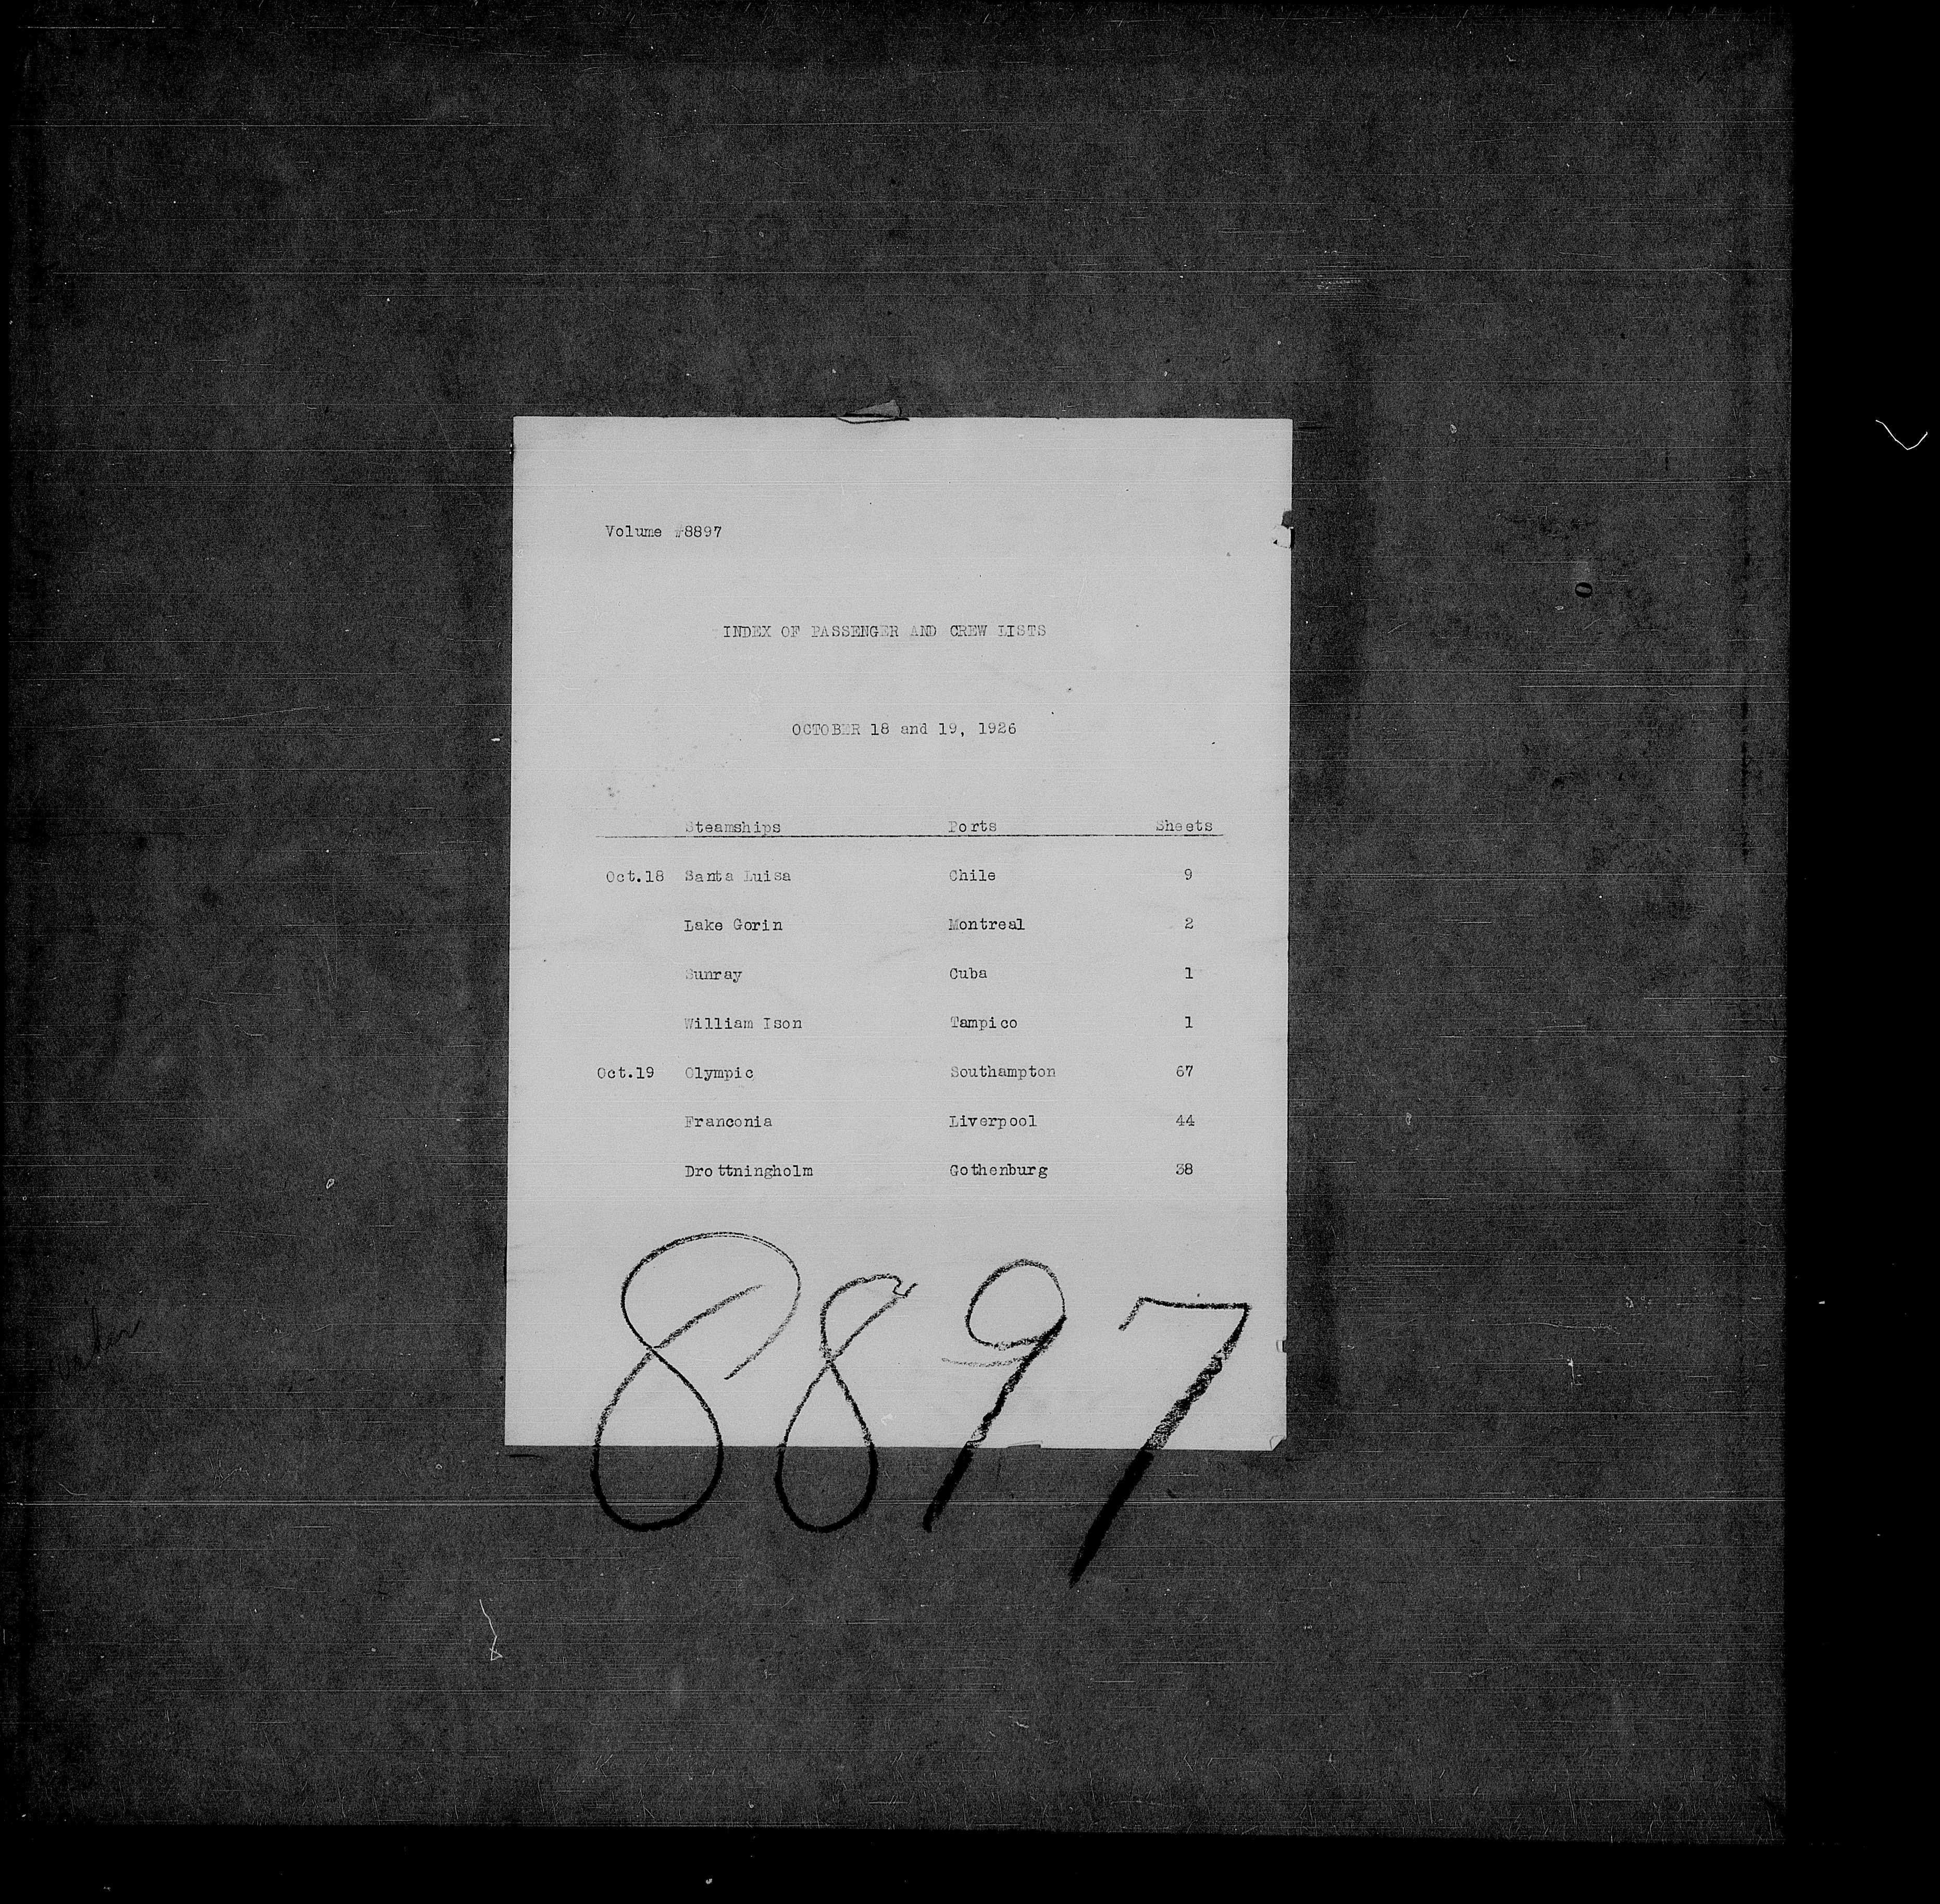 Volume #8897
INDEX OF PASSENGER AND CREW LISTS
OCTOBER 18 and 19, 1926
Steamships Ports Sheets
Oct.18 Santa Luisa Chile 9
Lake Gorin Montreal 2
Sunray Cuba 1
William Ison Tampico 1
Oct.19 Olympic Southampton 67
Franconia Liverpool 44
Drottningholm Gothenburg 38
8897